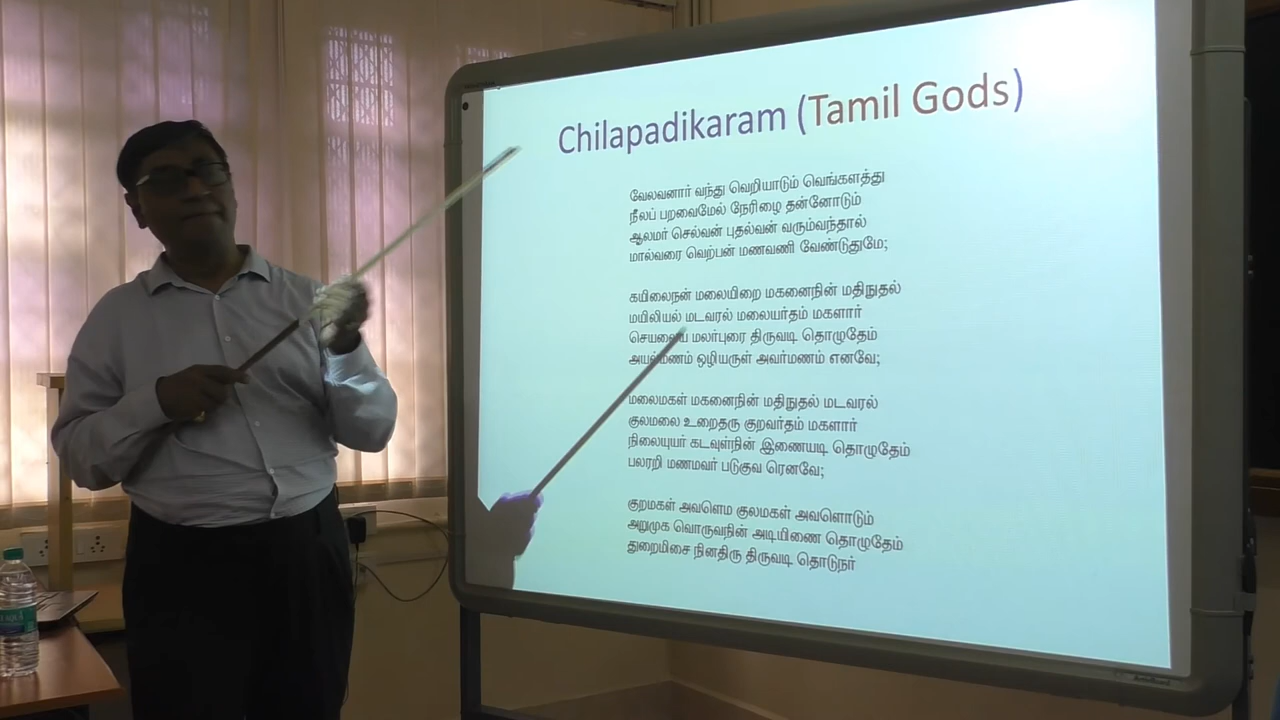 Chilapadikaram (Tamil Gods)
வேலவனார் வந்து வெறியாடும் வெங்களத்து
நீலப் பறவைமேல் நேரிழை தன்னோடும்
ஆலமர் செல்வன் புதல்வன் வரும்வந்தால்
மால்வரை வெற்பன் மணவணி வேண்டுதுமே;
கயிலைநன் மலையிறை மகனைநின் மதிநுதல்
மயிலியல் மடவரல் மலையர்தம் மகளார்
மலர்புரை திருவடி தொழுதேம்
அயல்மணம் ஒழியருள் அவர்மணம் எனவே;
மலைமகள் மகனைநின் மதிநுதல் மடவரல்
குலமலை உறைதரு குறவர்தம் மகளார்
நிலையுயர் கடவுள்நின் இணையடி தொழுதேம்
பலரறி மணமவர் படுகுவ ரெனவே;
குறமகள் அவளெம குலமகள் அவளொடும்
அறுமுக வொருவநின் அடியிணை தொழுதேம்
துறைமிசை நினதிரு திருவடி தொடுநர்